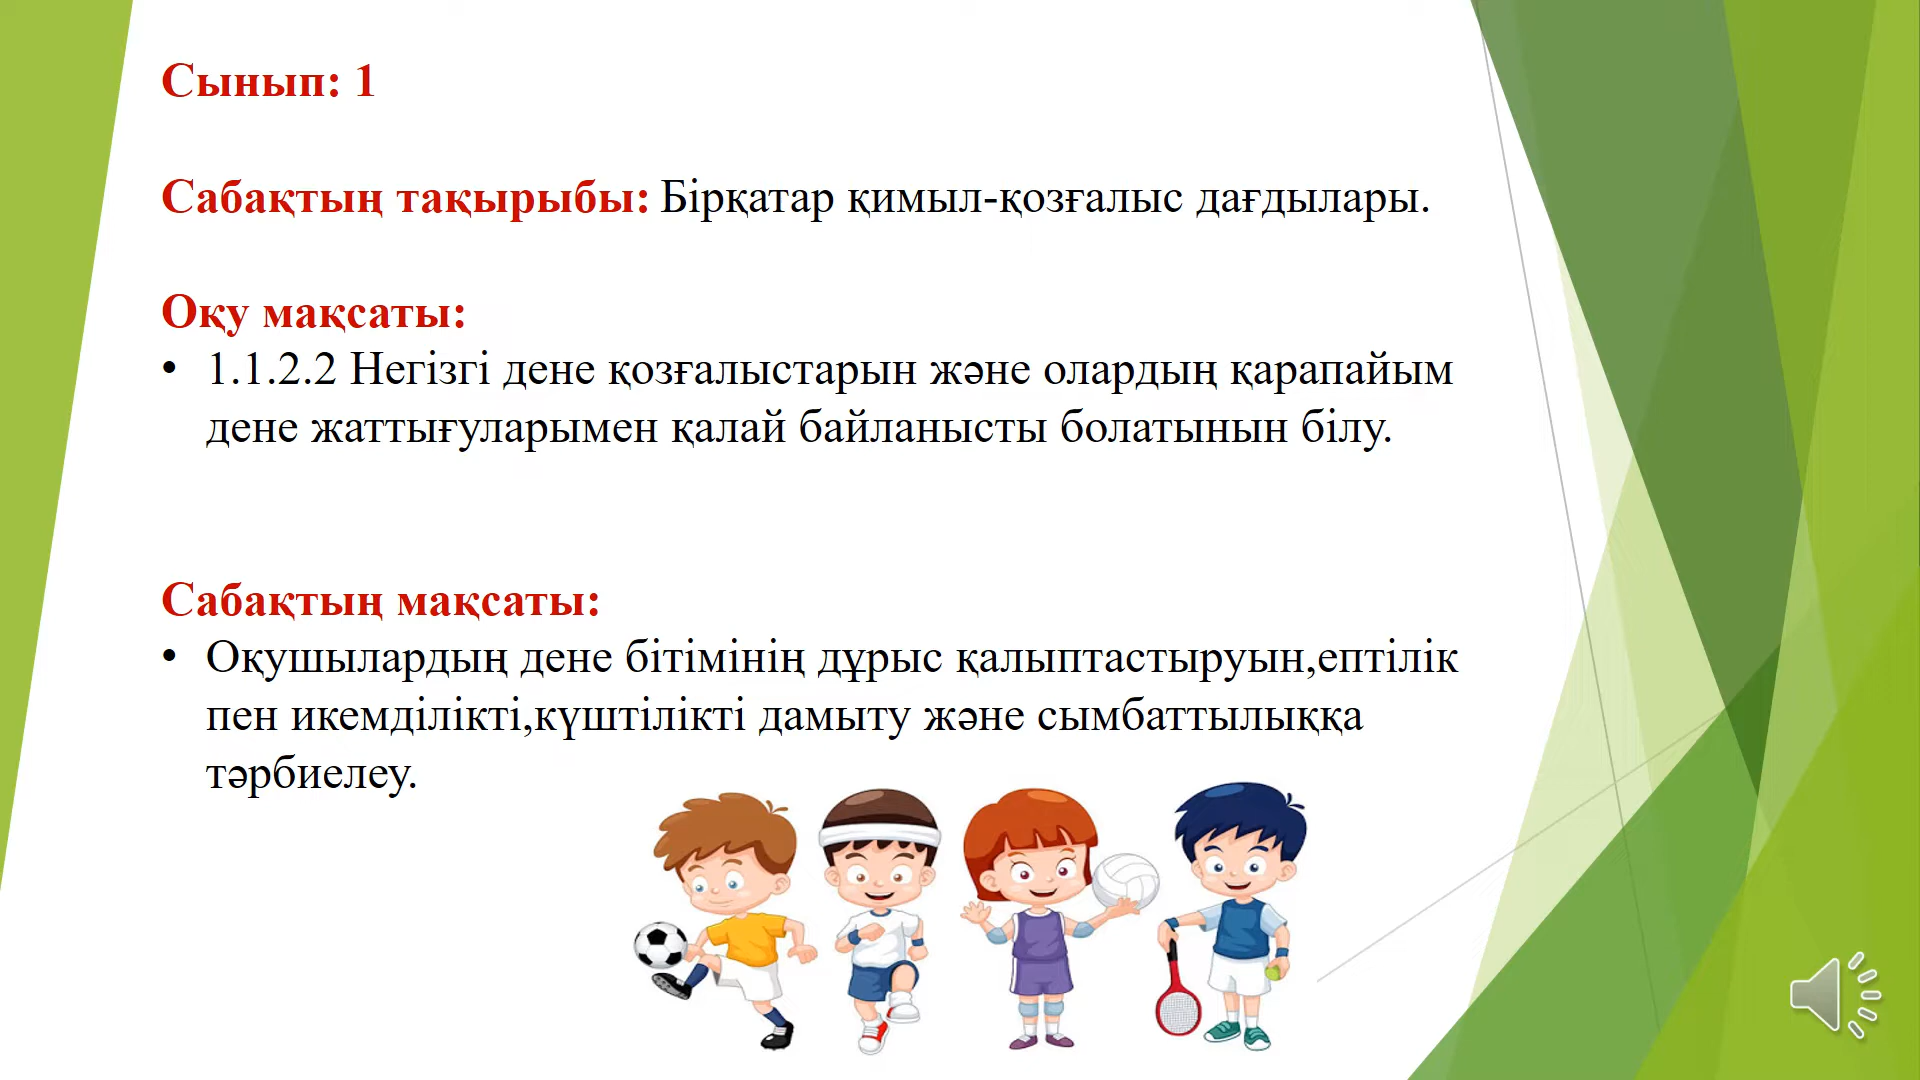 Сынып: 1
Сабақтың тақырыбы: Бірқатар қимыл-қозғалыс дағдылары.
Оқу мақсаты:
• 1.1.2.2 Негізгі дене қозғалыстарын және олардың қарапайым
дене жаттығуларымен қалай байланысты болатынын білу.
Сабақтың мақсаты:
• Оқушылардың дене бітімінің дұрыс қалыптастыруын,ептілік
пен икемділікті,күштілікті дамыту және сымбаттылыққа
тәрбиелеу.